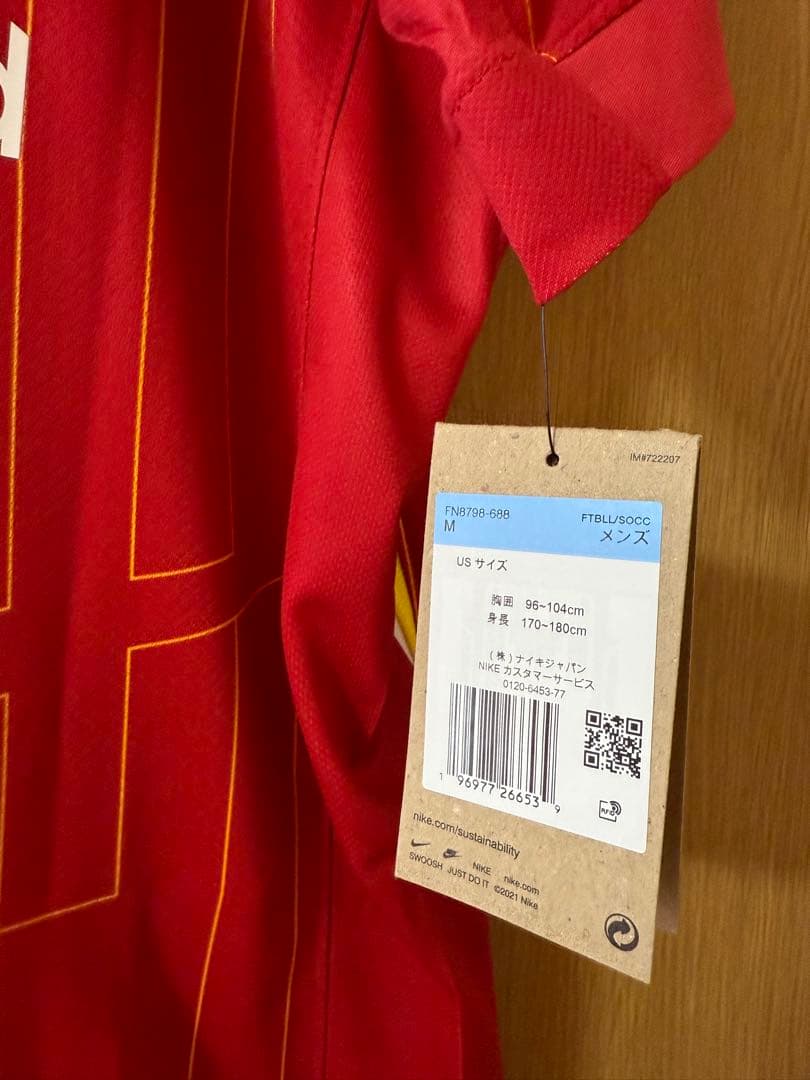 d
IM#722207
FN8798-688
FTBLL/SOCC
M
メンズ
US サイズ
胸囲 96~104cm
身長 170~180cm
(株)ナイキジャパン
NIKE カスタマーサービス
0120-6453-77
1 96977 26653 9
RFID
nike.com/sustainability
SWOOSH JUST DO IT NIKE nike.com
©2021 Nike